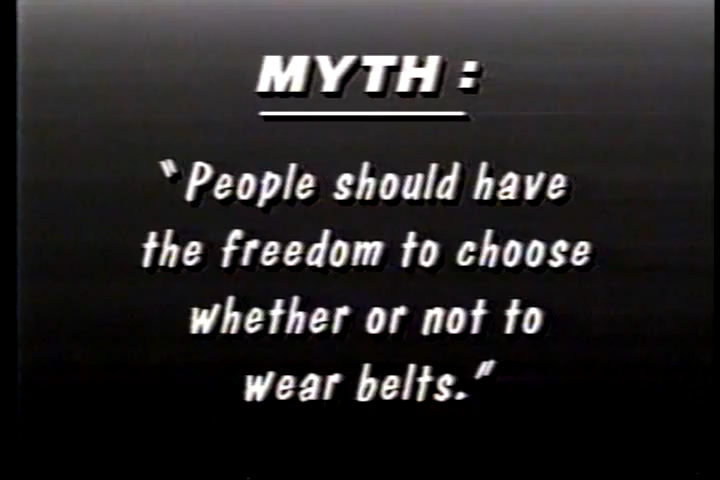 MYTH:
"People should have
the freedom to choose
whether or not to
wear belts."